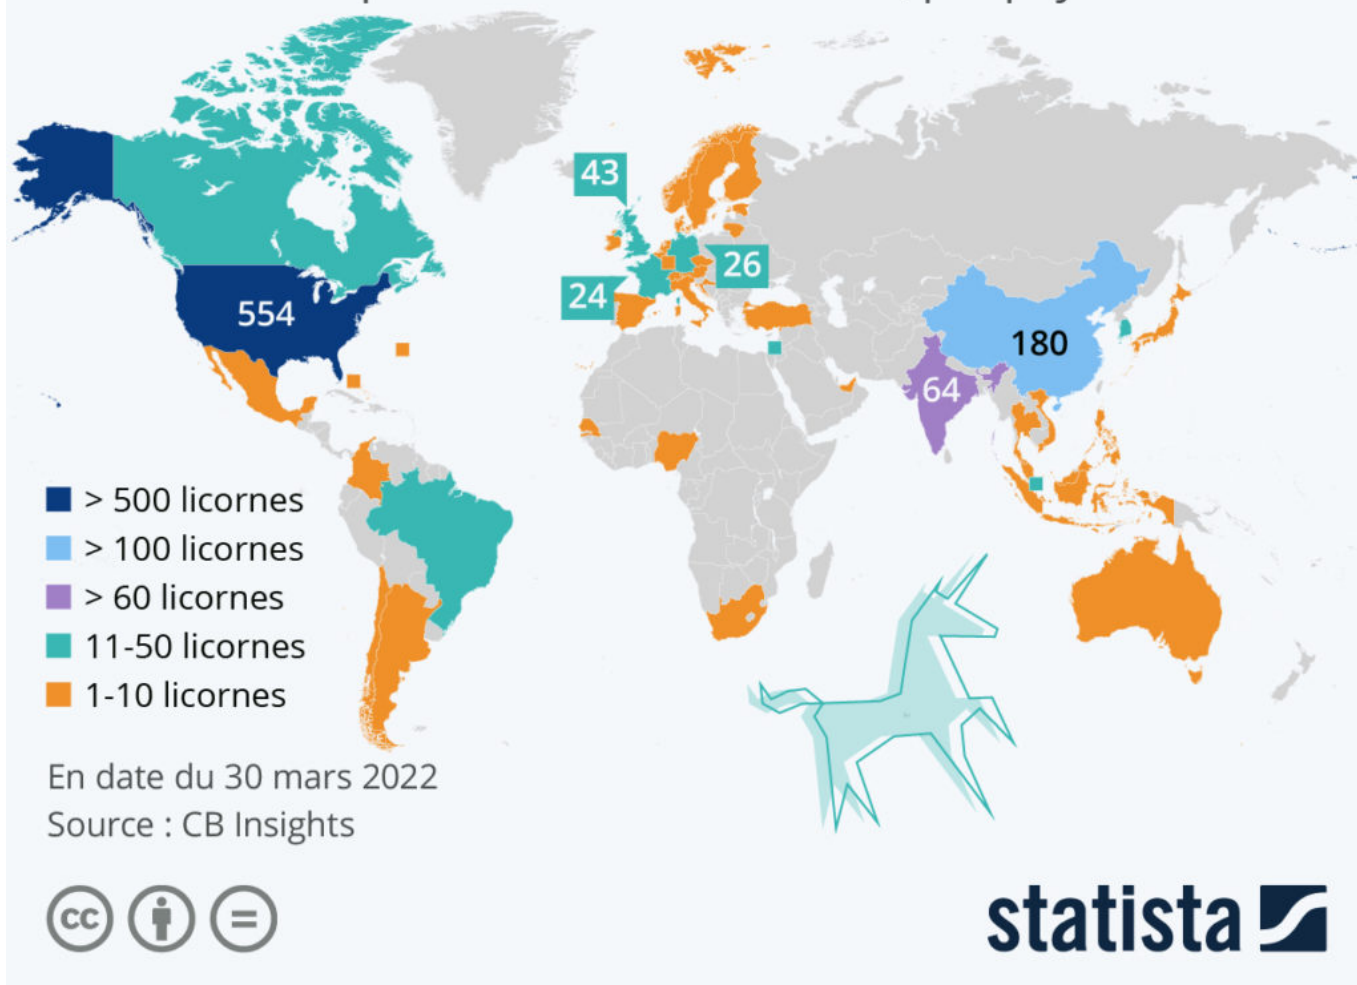 43
26
24
554
180
64
> 500 licornes
> 100 licornes
> 60 licornes
11-50 licornes
1-10 licornes
En date du 30 mars 2022
Source : CB Insights
cc
=
statista